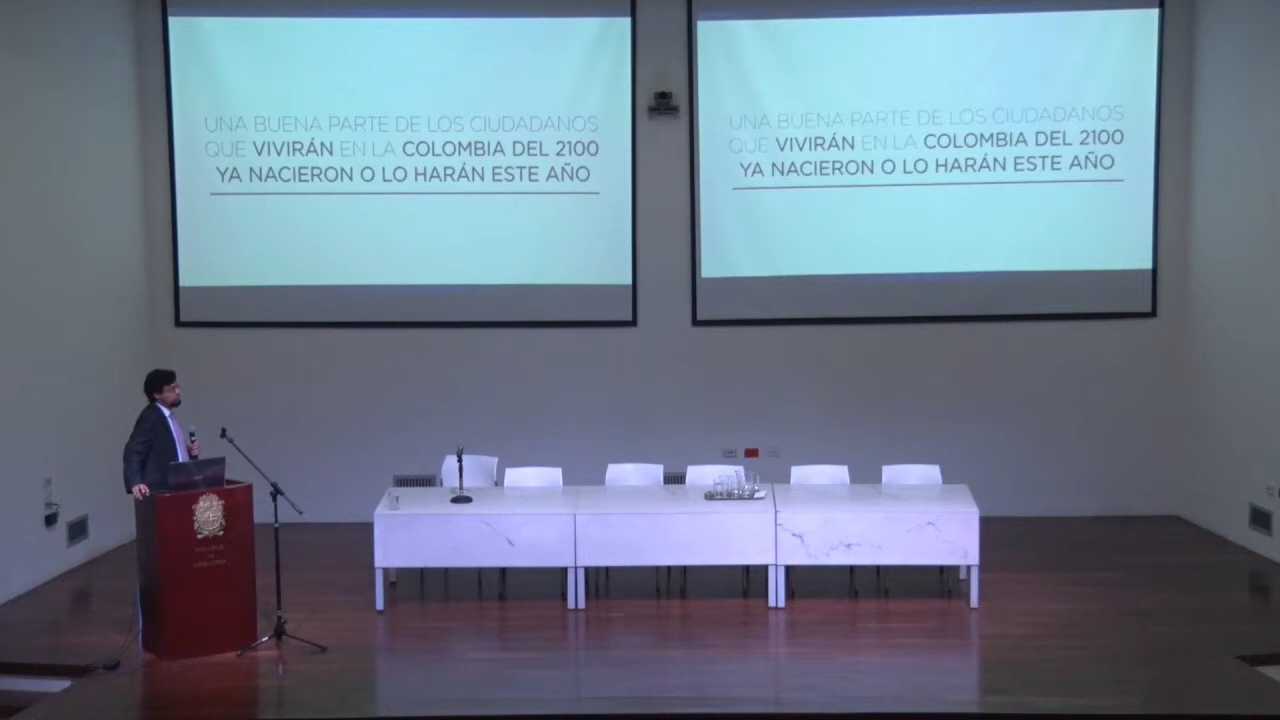 UNA BUENA PARTE DE LOS CIUDADANOS
QUE VIVIRÁN EN LA COLOMBIA DEL 2100
YA NACIERON O LO HARÁN ESTE AÑO
UNA BUENA PARTE DE LOS CIUDADANOS
QUE VIVIRÁN EN LA COLOMBIA DEL 2100
YA NACIERON O LO HARÁN ESTE AÑO